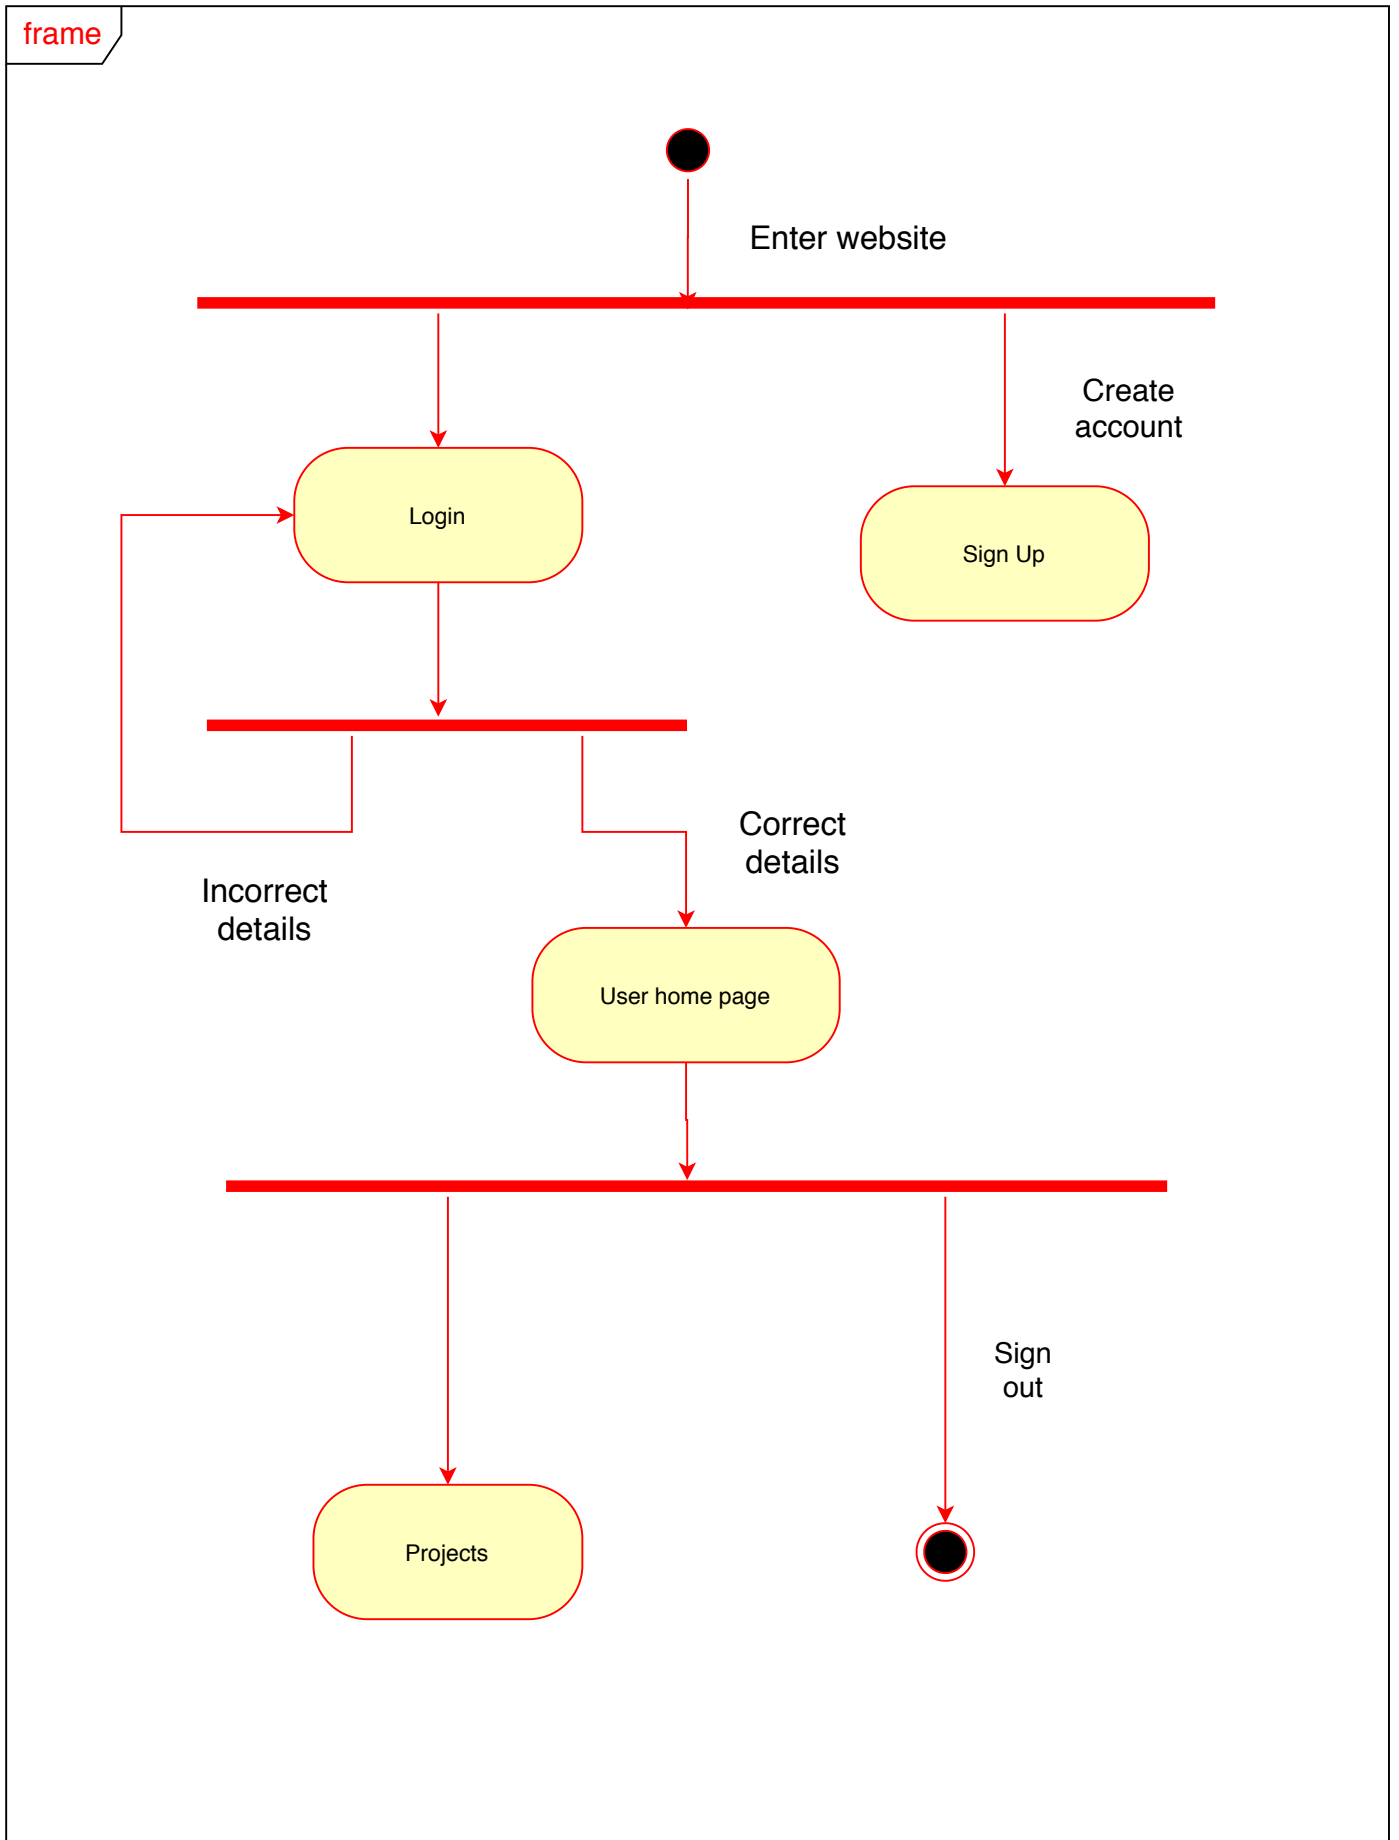 frame
Enter website
Create
account
Login
Sign Up
Correct
details
Incorrect
details
User home page
Sign
out
Projects